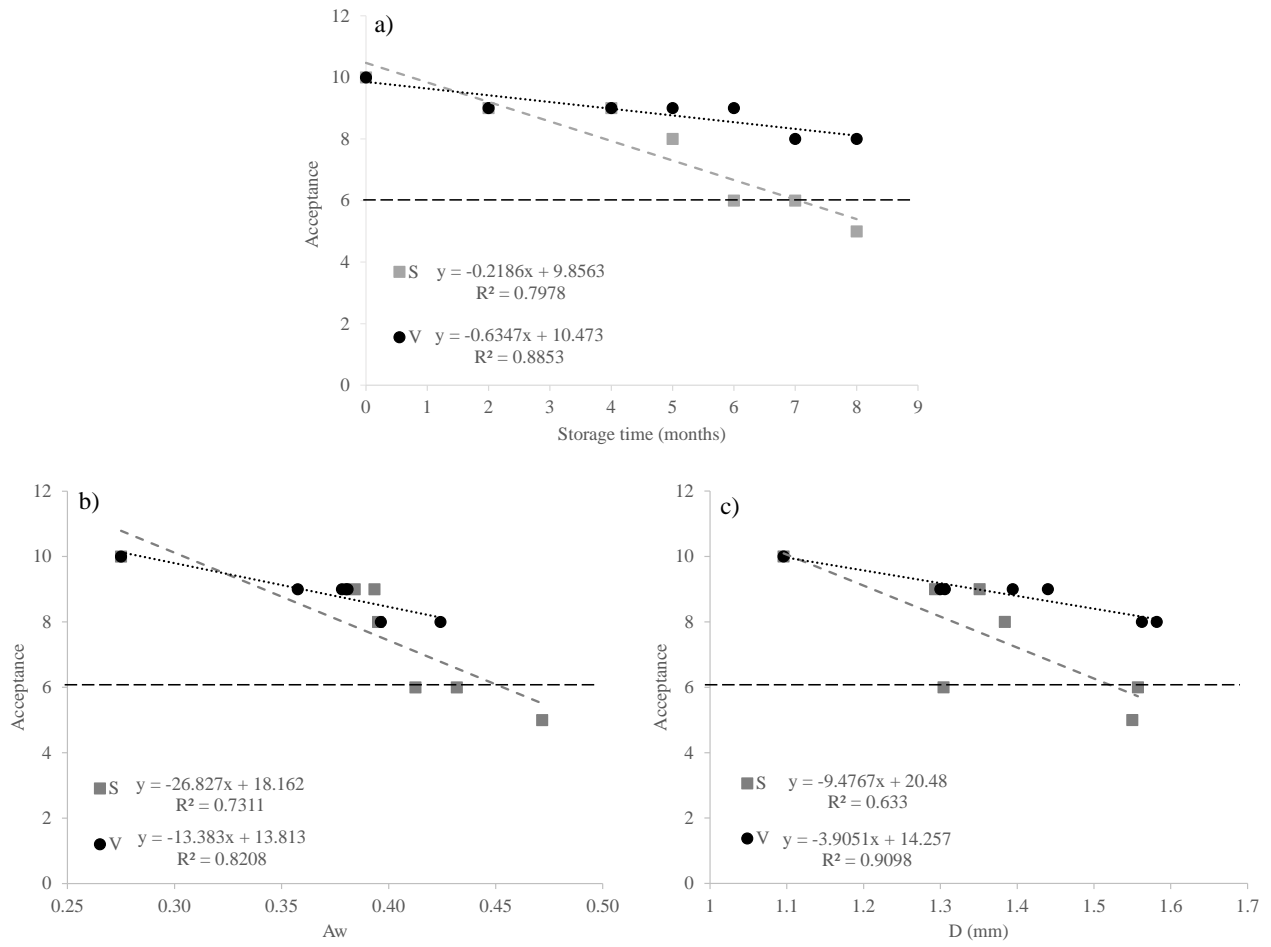 a)
12
10
8
6
4
2
0
Acceptance
S y = -0.2186x + 9.8563
R² = 0.7978
V y = -0.6347x + 10.473
R² = 0.8853
0 1 2 3 4 5 6 7 8 9
Storage time (months)
b)
12
10
8
6
4
2
0
Acceptance
S y = -26.827x + 18.162
R² = 0.7311
V y = -13.383x + 13.813
R² = 0.8208
0.25 0.30 0.35 0.40 0.45 0.50
Aw
c)
12
10
8
6
4
2
0
Acceptance
S y = -9.4767x + 20.48
R² = 0.633
V y = -3.9051x + 14.257
R² = 0.9098
1 1.1 1.2 1.3 1.4 1.5 1.6 1.7
D (mm)